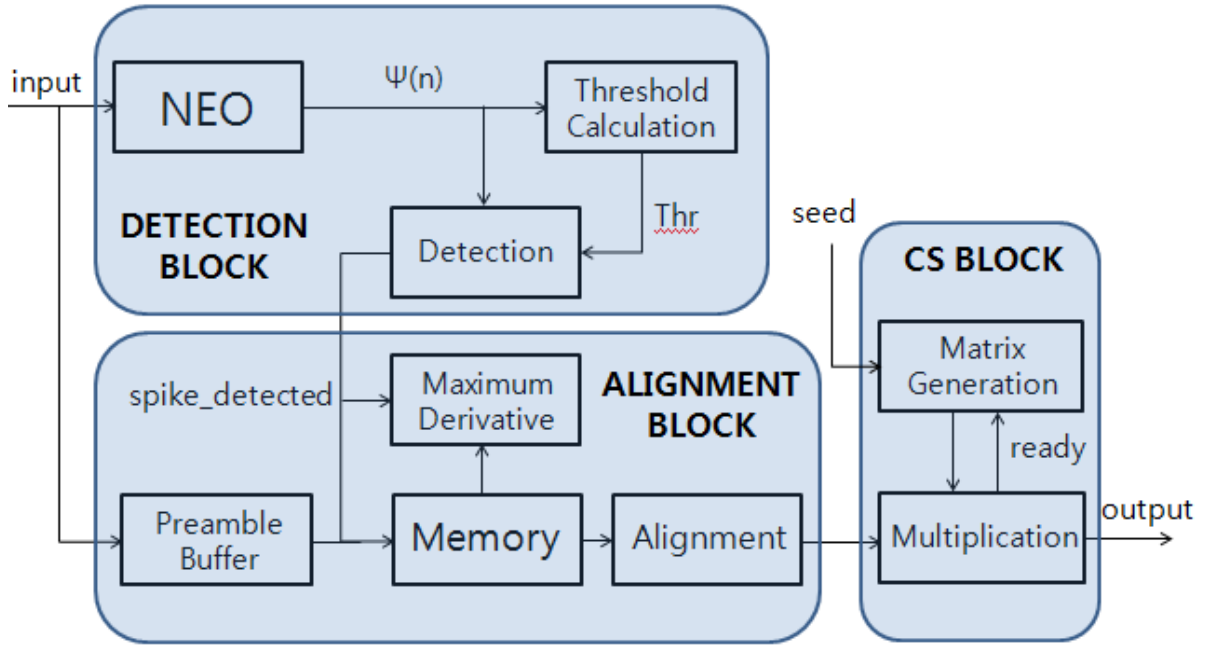 input
NEO
Ψ(n)
Threshold
Calculation
DETECTION
BLOCK
Detection
Thr
seed
CS BLOCK
Matrix
Generation
ready
spike_detected
Maximum
Derivative
ALIGNMENT
BLOCK
Preamble
Buffer
Memory
Alignment
Multiplication
output